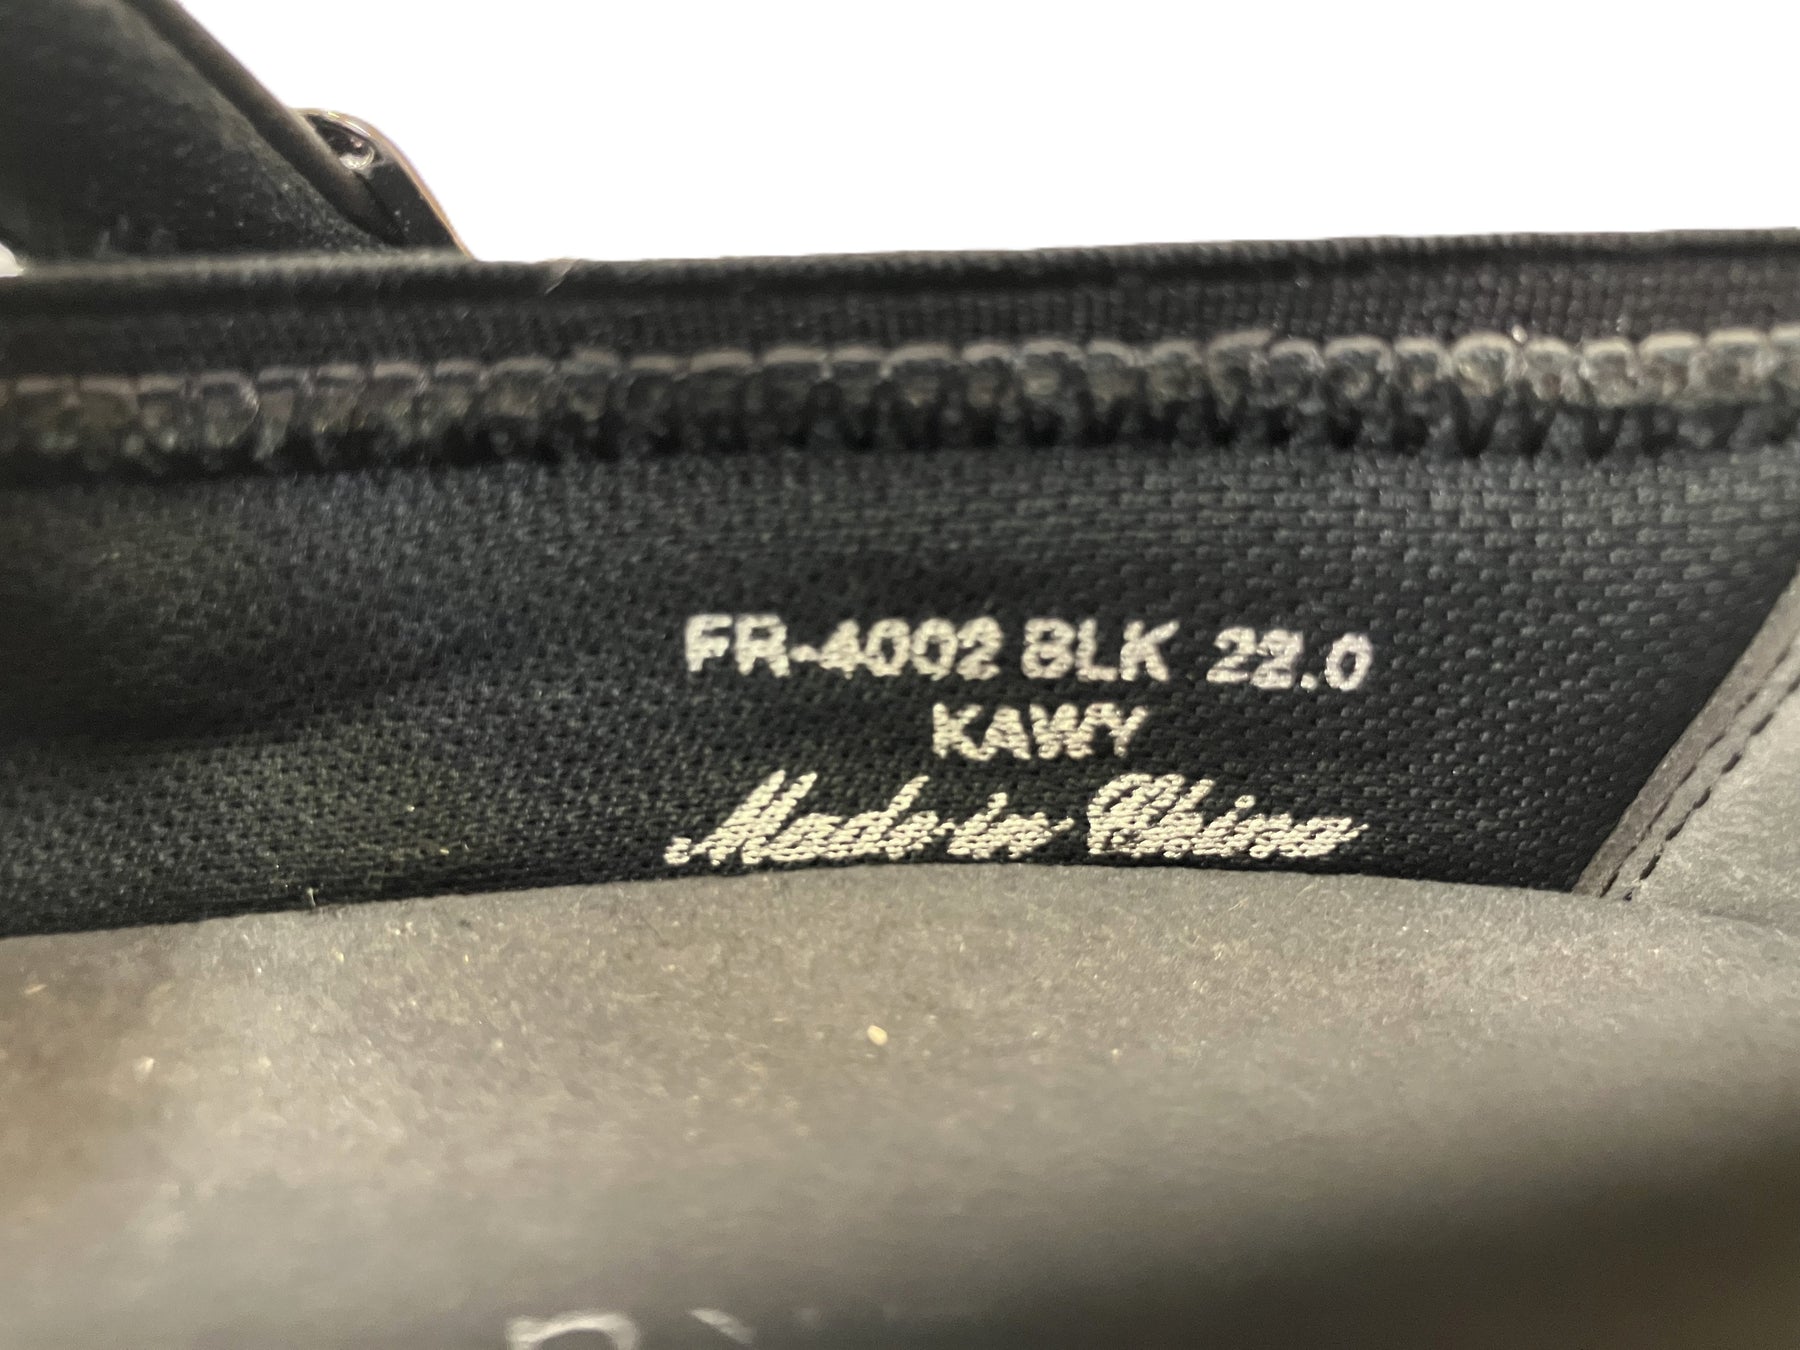 FR-4002 BLK 22.0
KAWY
Made in China